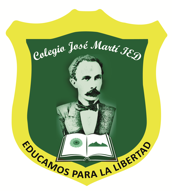 Colegio José Martí IED
EDUCAMOS PARA LA LIBERTAD